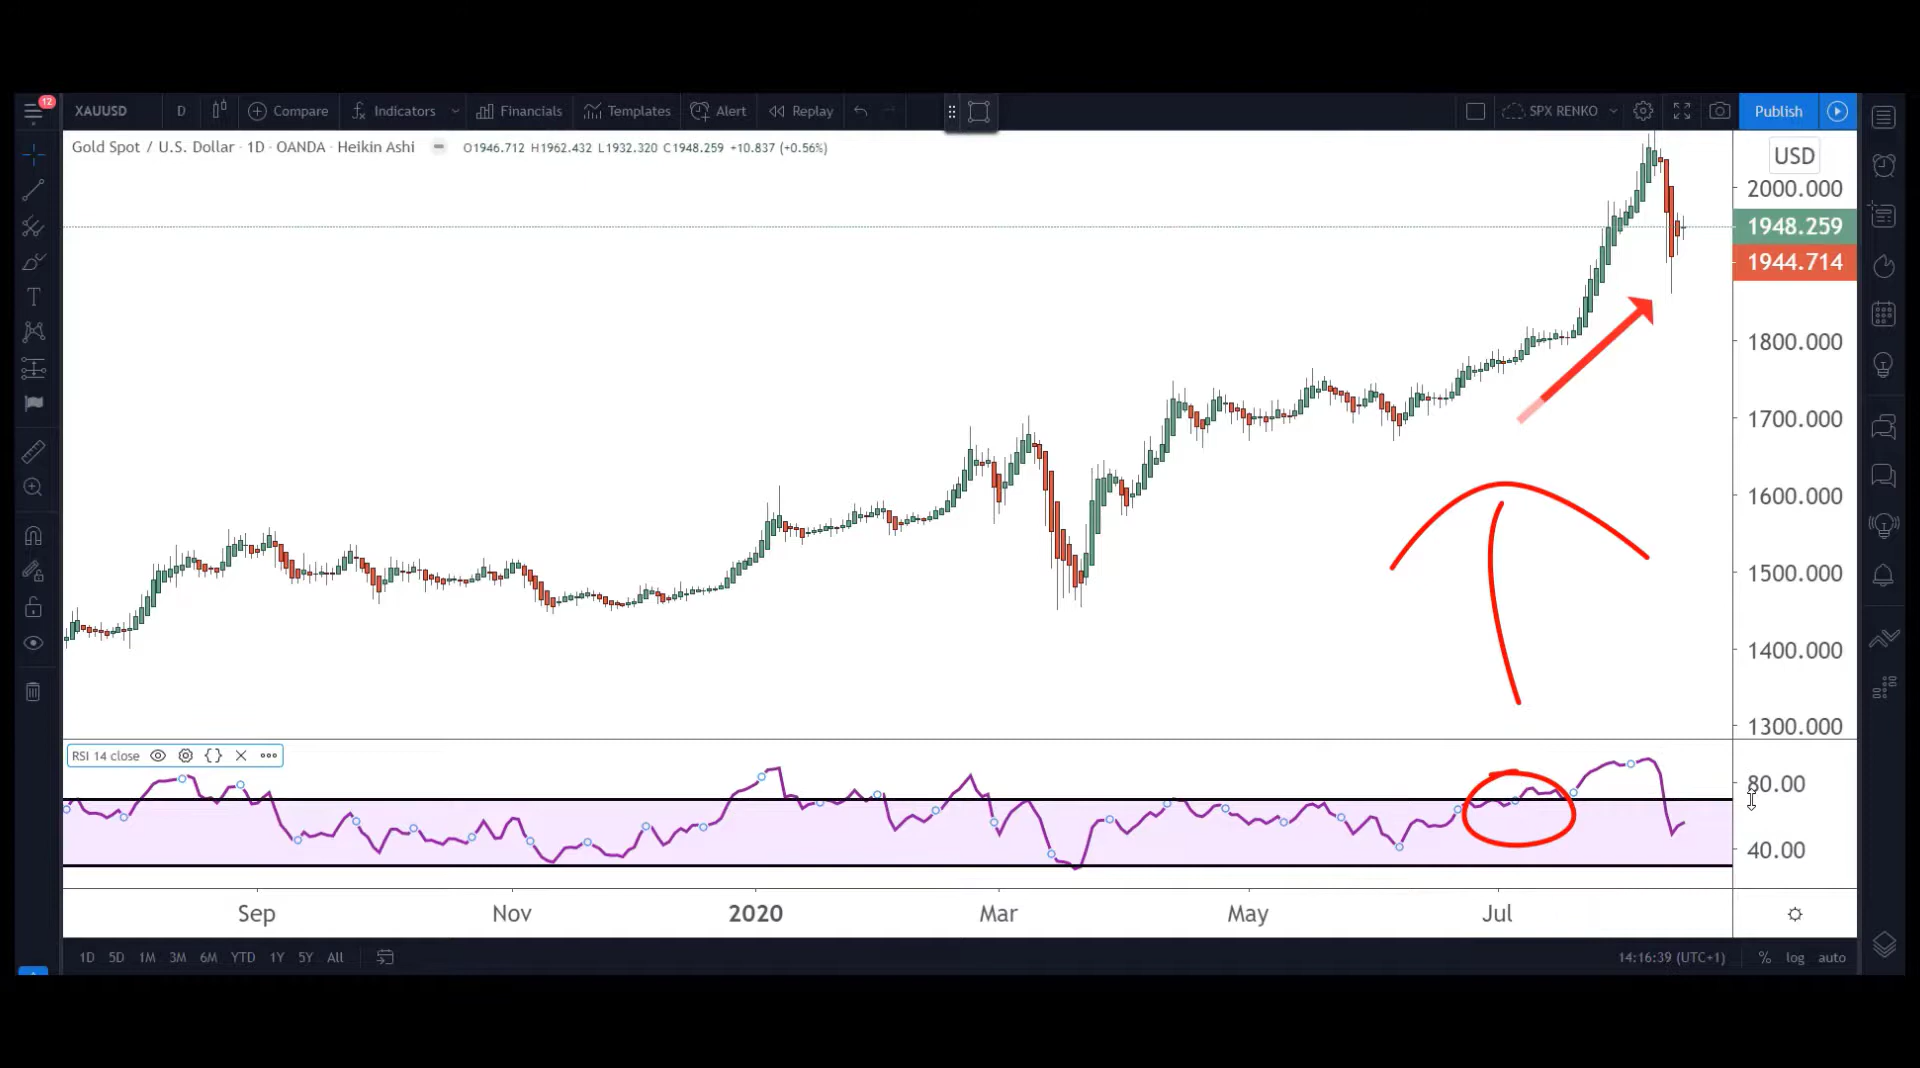 12
XAUUSD D Compare Indicators Financials Templates Alert Replay SPX RENKO Publish
Gold Spot / U.S. Dollar · 1D · OANDA · Heikin Ashi O1946.712 H1962.432 L1932.320 C1948.259 +10.837 (+0.56%)
USD
2000.000
1948.259
1944.714
1800.000
1700.000
1600.000
1500.000
1400.000
1300.000
RSI 14 close
80.00
40.00
Sep Nov 2020 Mar May Jul
1D 5D 1M 3M 6M YTD 1Y 5Y All 14:16:39 (UTC+1) % log auto